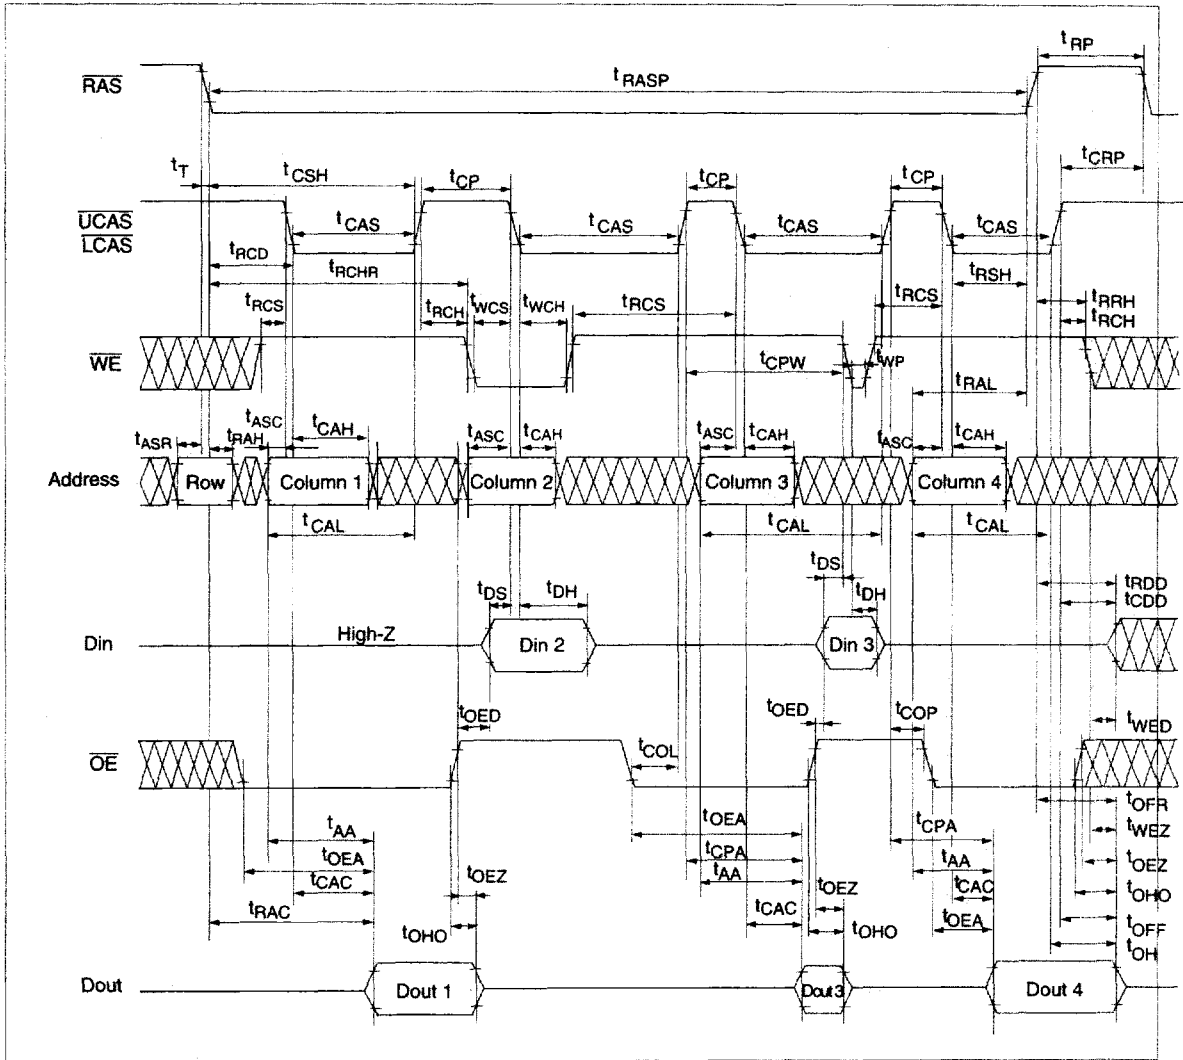 tRP
RAS
tRASP
tT
tCSH
tCP
tCP
tCP
tCRP
UCAS
LCAS
tCAS
tCAS
tCAS
tCAS
tRCD
tRCHR
tRSH
tRCS
tRCH
tWCS
tWCH
tRCS
tRCS
tRRH
tRCH
WE
tCPW
tWP
tRAL
tASR
tRAH
tASC
tCAH
tASC
tCAH
tASC
tCAH
tASC
tCAH
Address
Row
Column 1
Column 2
Column 3
Column 4
tCAL
tCAL
tCAL
tDS
tDH
tDS
tDH
tRDD
tCDD
Din
High-Z
Din 2
Din 3
tOED
tOED
tCOP
tWED
OE
tCOL
tOFR
tAA
tOEA
tCPA
tWEZ
tOEA
tCPA
tAA
tOEZ
tCAC
tOEZ
tAA
tOEZ
tCAC
tOHO
tRAC
tOHO
tCAC
tOHO
tOEA
tOFF
tOH
Dout
Dout 1
Dout 3
Dout 4